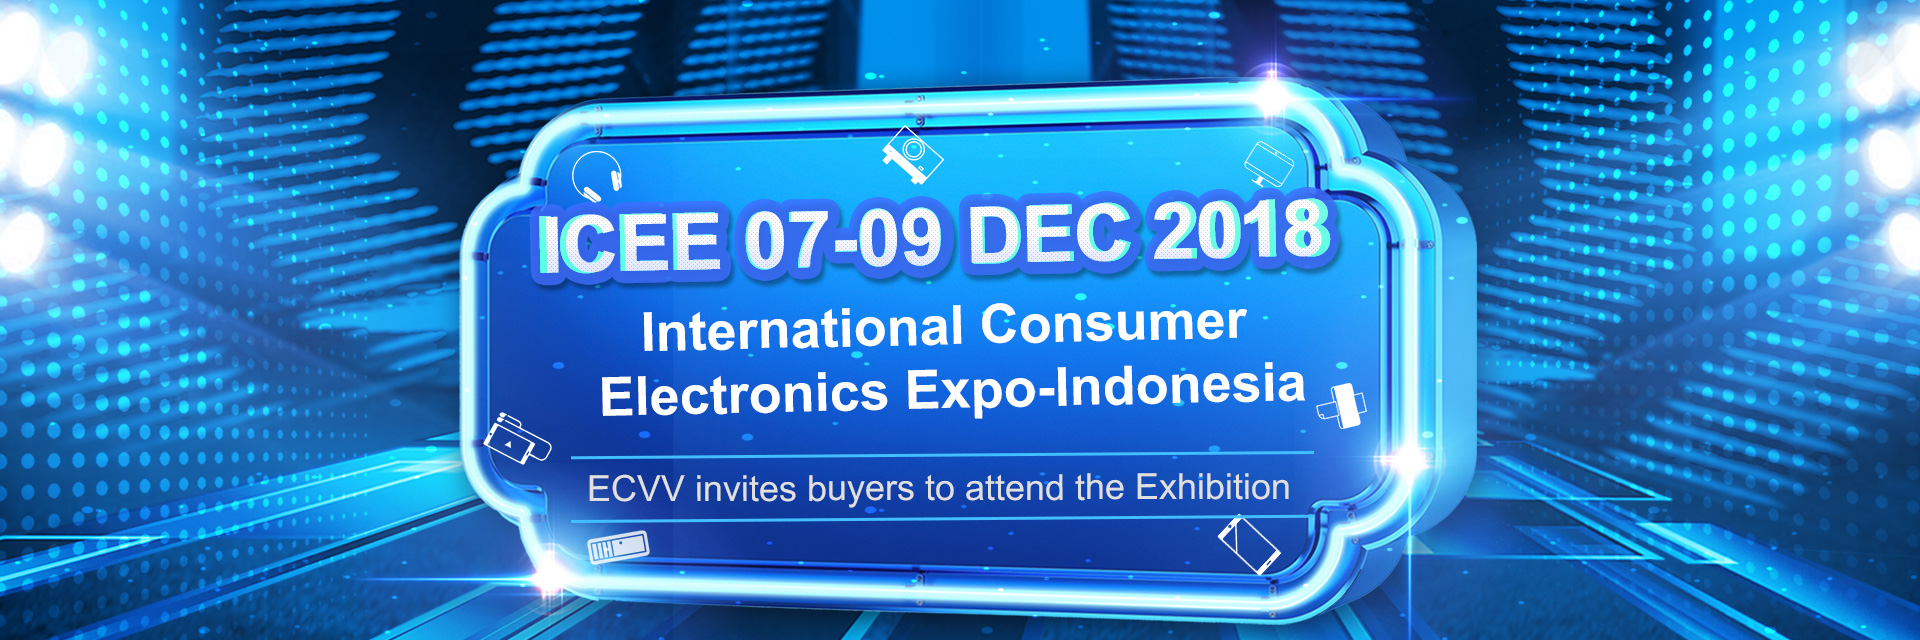 ICEE 07-09 DEC 2018
International Consumer
Electronics Expo-Indonesia
ECVV invites buyers to attend the Exhibition